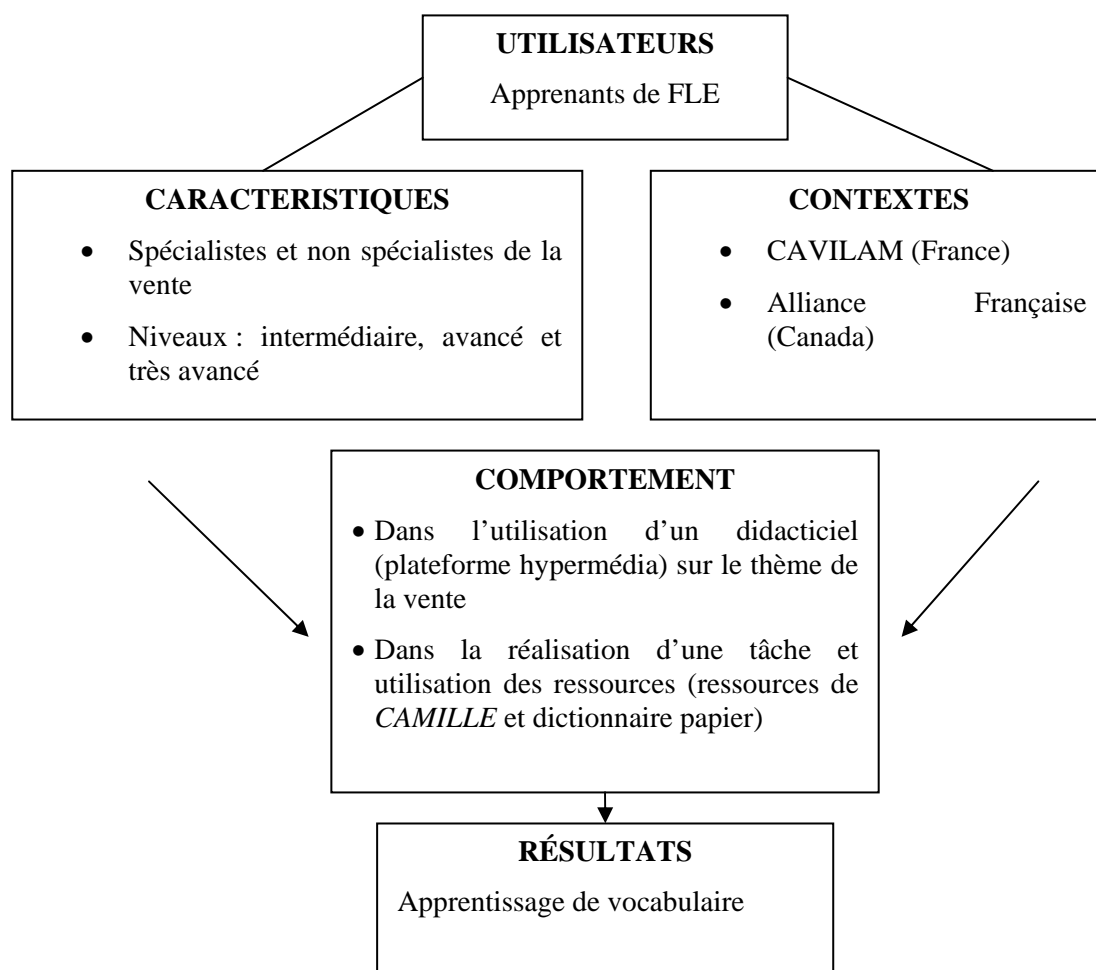 UTILISATEURS
Apprenants de FLE
CARACTERISTIQUES
• Spécialistes et non spécialistes de la
vente
• Niveaux : intermédiaire, avancé et
très avancé
CONTEXTES
• CAVILAM (France)
• Alliance Française
(Canada)
COMPORTEMENT
• Dans l’utilisation d’un didacticiel
(plateforme hypermédia) sur le thème de
la vente
• Dans la réalisation d’une tâche et
utilisation des ressources (ressources de
CAMILLE et dictionnaire papier)
RÉSULTATS
Apprentissage de vocabulaire